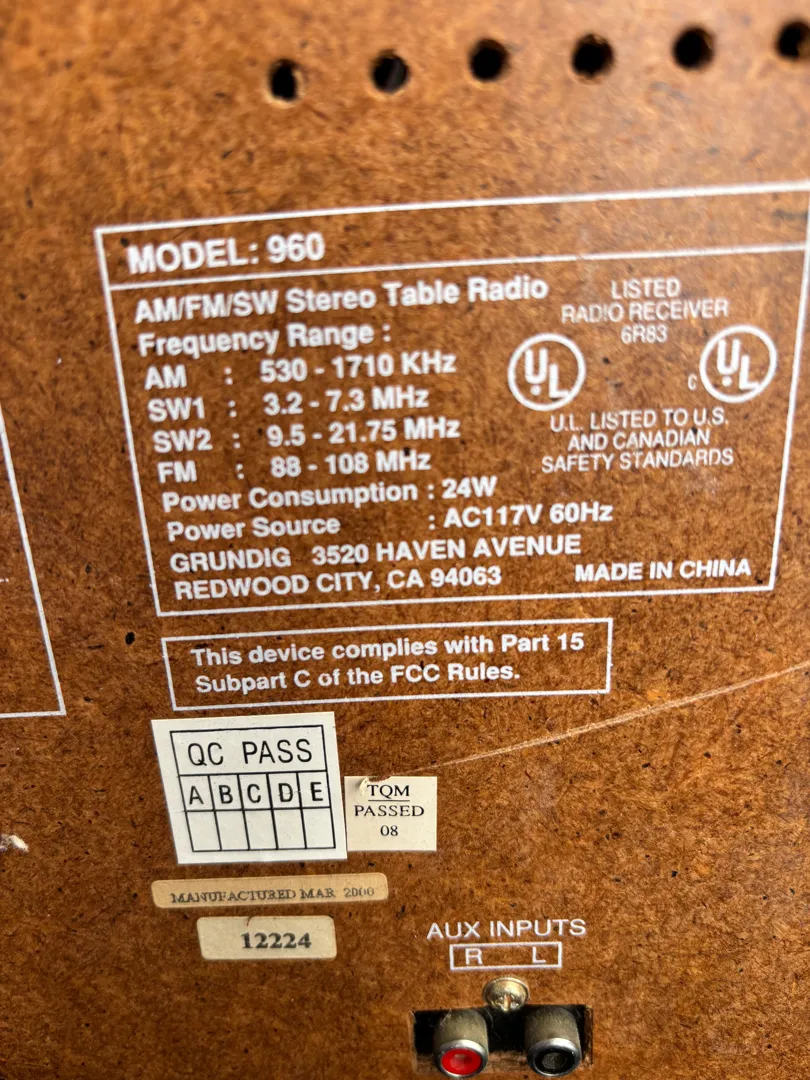 MODEL: 960
AM/FM/SW Stereo Table Radio
Frequency Range :
AM : 530 - 1710 KHz
SW1 : 3.2 - 7.3 MHz
SW2 : 9.5 - 21.75 MHz
FM : 88 - 108 MHz
Power Consumption : 24W
Power Source : AC117V 60Hz
GRUNDIG 3520 HAVEN AVENUE
REDWOOD CITY, CA 94063
MADE IN CHINA
LISTED
RADIO RECEIVER
6R83
UL
C UL
U.L. LISTED TO U.S.
AND CANADIAN
SAFETY STANDARDS
This device complies with Part 15
Subpart C of the FCC Rules.
QC PASS
A B C D E
TQM
PASSED
08
MANUFACTURED MAR 2000
12224
AUX INPUTS
R L